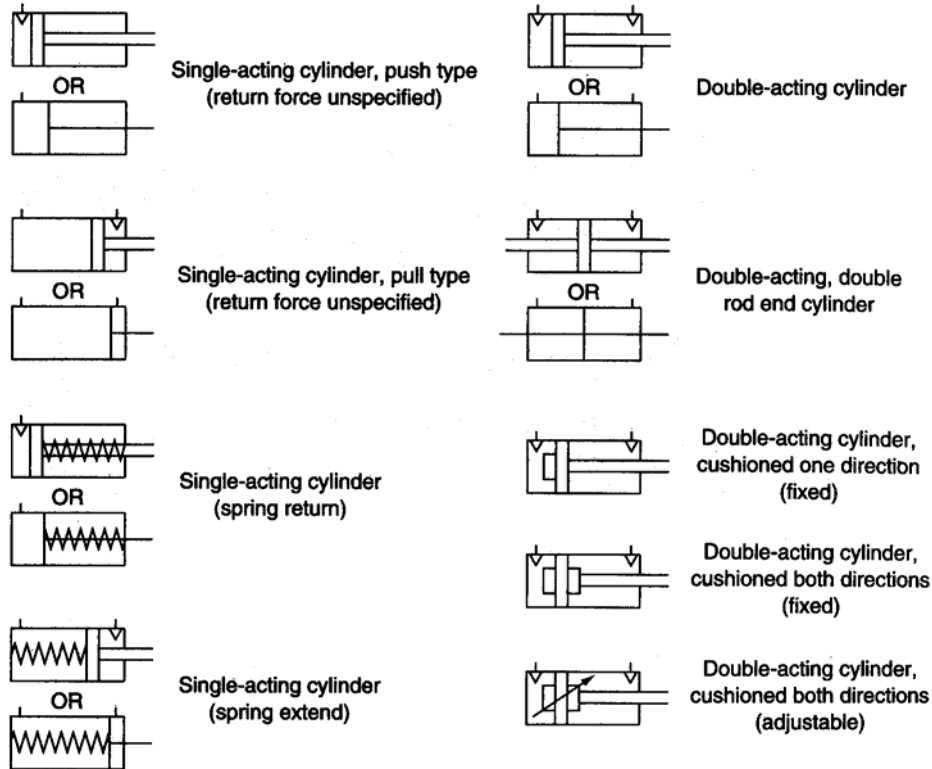 OR
Single-acting cylinder, push type
(return force unspecified)
OR
Single-acting cylinder, pull type
(return force unspecified)
OR
Single-acting cylinder
(spring return)
OR
Single-acting cylinder
(spring extend)
OR
Double-acting cylinder
OR
Double-acting, double
rod end cylinder
Double-acting cylinder,
cushioned one direction
(fixed)
Double-acting cylinder,
cushioned both directions
(fixed)
Double-acting cylinder,
cushioned both directions
(adjustable)